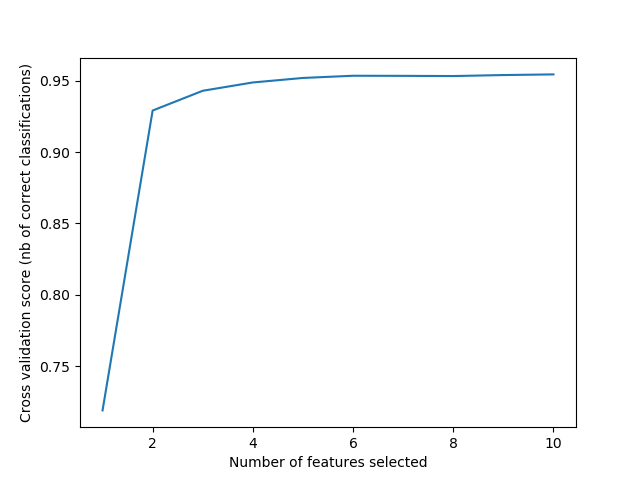 Cross validation score (nb of correct classifications)
0.95
0.90
0.85
0.80
0.75
2 4 6 8 10
Number of features selected